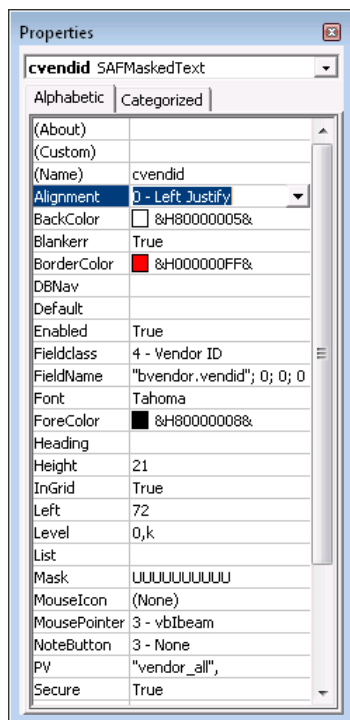 Properties
cvendid SAFMaskedText
Alphabetic Categorized
(About)
(Custom)
(Name) cvendid
Alignment 0 - Left Justify
BackColor &H80000005&
Blankerr True
BorderColor &H000000FF&
DBNav
Default
Enabled True
Fieldclass 4 - Vendor ID
FieldName "bvendor.vendid"; 0; 0; 0
Font Tahoma
ForeColor &H80000008&
Heading
Height 21
InGrid True
Left 72
Level 0,k
List
Mask UUUUUUUUUU
MouseIcon (None)
MousePointer 3 - vbIbeam
NoteButton 3 - None
PV "vendor_all",
Secure True